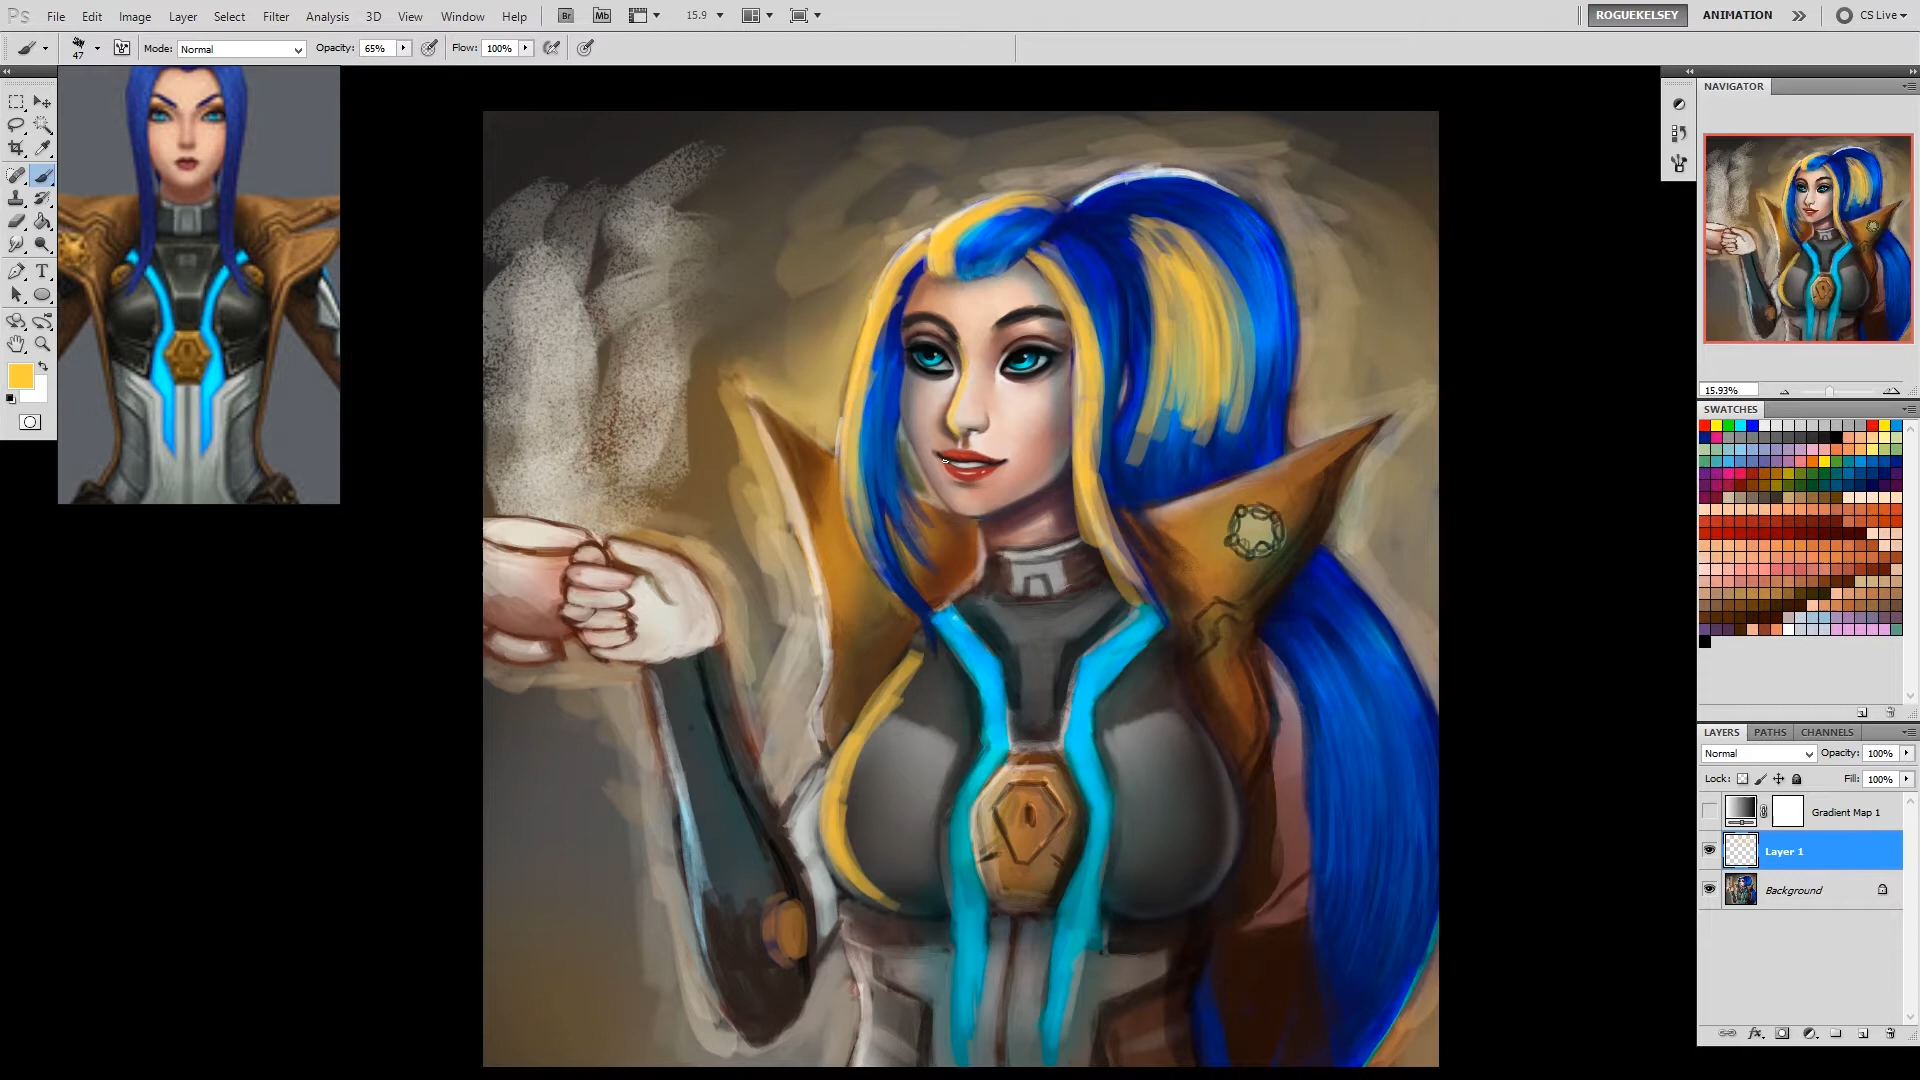 Ps File Edit Image Layer Select Filter Analysis 3D View Window Help Br Mb 15.9 ROGUEKELSEY ANIMATION CS Live
47 Mode: Normal Opacity: 65% Flow: 100%
NAVIGATOR
15.93%
SWATCHES
LAYERS PATHS CHANNELS
Normal Opacity: 100%
Lock: Fill: 100%
Gradient Map 1
Layer 1
Background